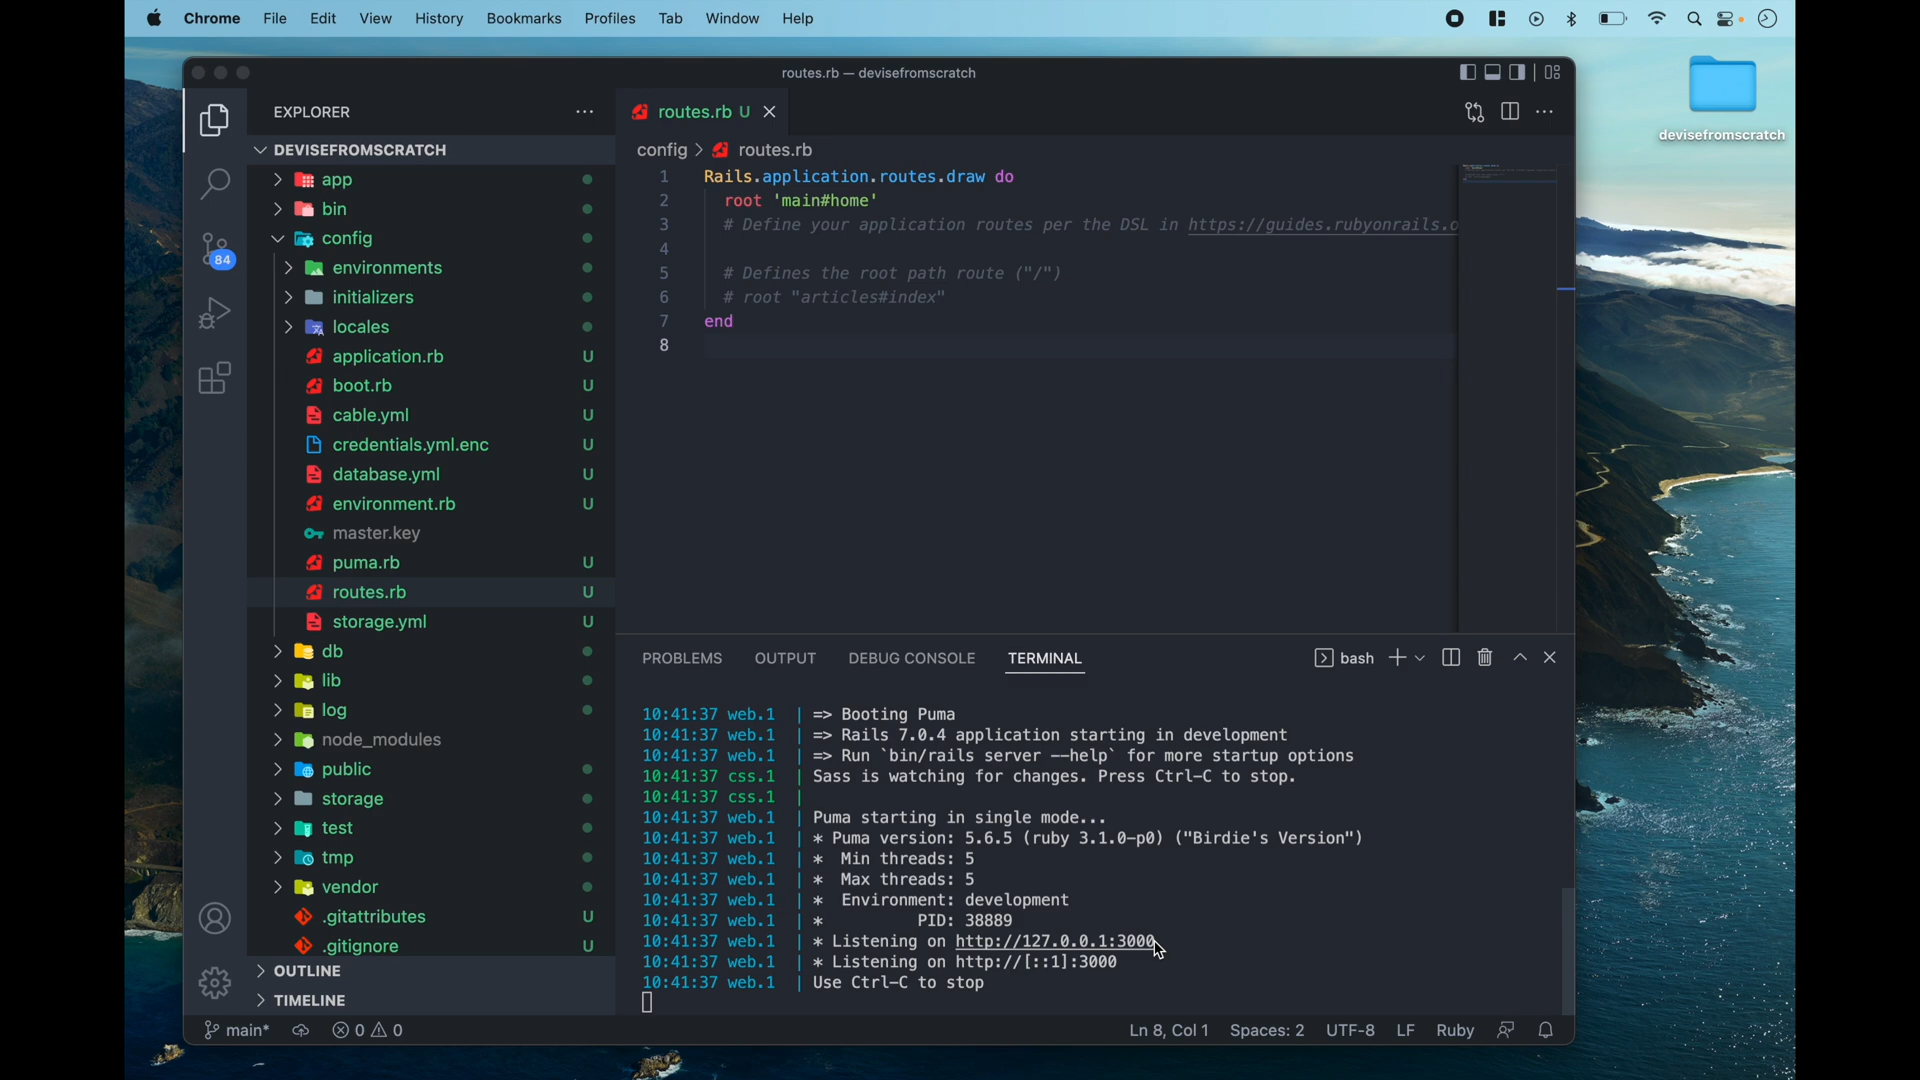 Chrome File Edit View History Bookmarks Profiles Tab Window Help
devisefromscratch
routes.rb — devisefromscratch
EXPLORER
DEVISEFROMSCRATCH
app
bin
config
environments
initializers
locales
application.rb U
boot.rb U
cable.yml U
credentials.yml.enc U
database.yml U
environment.rb U
master.key
puma.rb U
routes.rb U
storage.yml U
db
lib
log
node_modules
public
storage
test
tmp
vendor
.gitattributes U
.gitignore U
OUTLINE
TIMELINE
84
routes.rb U
config > routes.rb
1 Rails.application.routes.draw do
2 root 'main#home'
3 # Define your application routes per the DSL in https://guides.rubyonrails.o
4
5 # Defines the root path route ("/")
6 # root "articles#index"
7 end
8
PROBLEMS OUTPUT DEBUG CONSOLE TERMINAL bash
10:41:37 web.1 | => Booting Puma
10:41:37 web.1 | => Rails 7.0.4 application starting in development
10:41:37 web.1 | => Run `bin/rails server --help` for more startup options
10:41:37 css.1 | Sass is watching for changes. Press Ctrl-C to stop.
10:41:37 css.1 |
10:41:37 web.1 | Puma starting in single mode...
10:41:37 web.1 | * Puma version: 5.6.5 (ruby 3.1.0-p0) ("Birdie's Version")
10:41:37 web.1 | * Min threads: 5
10:41:37 web.1 | * Max threads: 5
10:41:37 web.1 | * Environment: development
10:41:37 web.1 | * PID: 38889
10:41:37 web.1 | * Listening on http://127.0.0.1:3000
10:41:37 web.1 | * Listening on http://[::1]:3000
10:41:37 web.1 | Use Ctrl-C to stop
main* 0 0 Ln 8, Col 1 Spaces: 2 UTF-8 LF Ruby